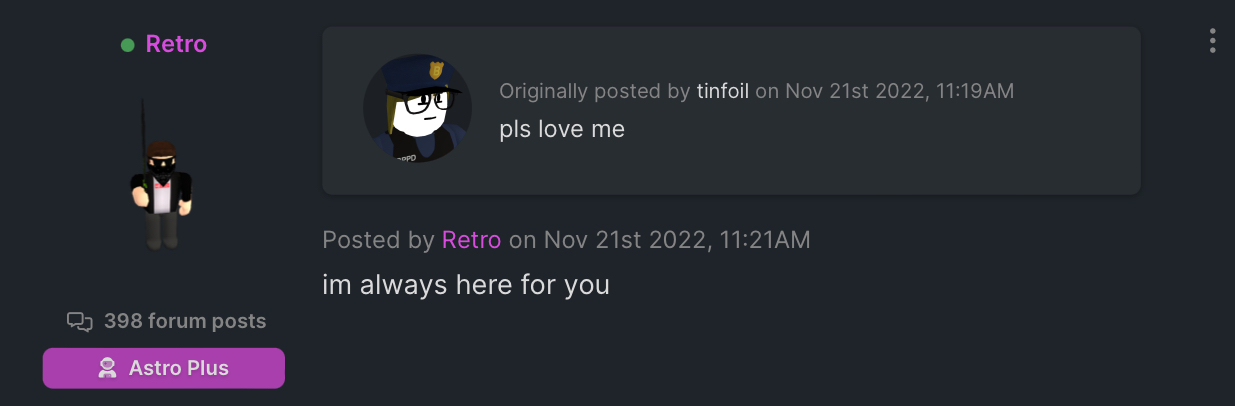 Retro
398 forum posts
Astro Plus
Originally posted by tinfoil on Nov 21st 2022, 11:19AM
pls love me
Posted by Retro on Nov 21st 2022, 11:21AM
im always here for you